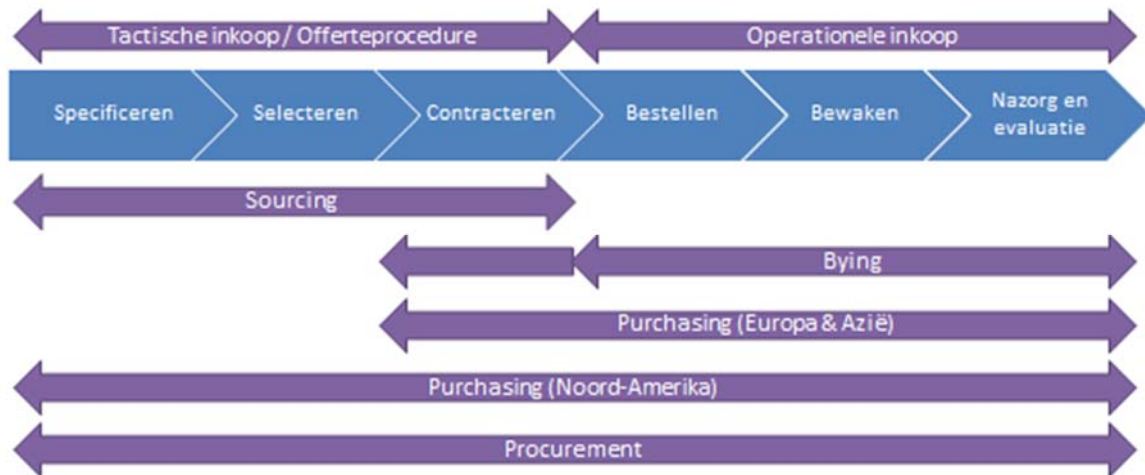 Tactische inkoop / Offerteprocedure
Operationele inkoop
Specificeren
Selecteren
Contracteren
Bestellen
Bewaken
Nazorg en
evaluatie
Sourcing
Bying
Purchasing (Europa & Azië)
Purchasing (Noord-Amerika)
Procurement